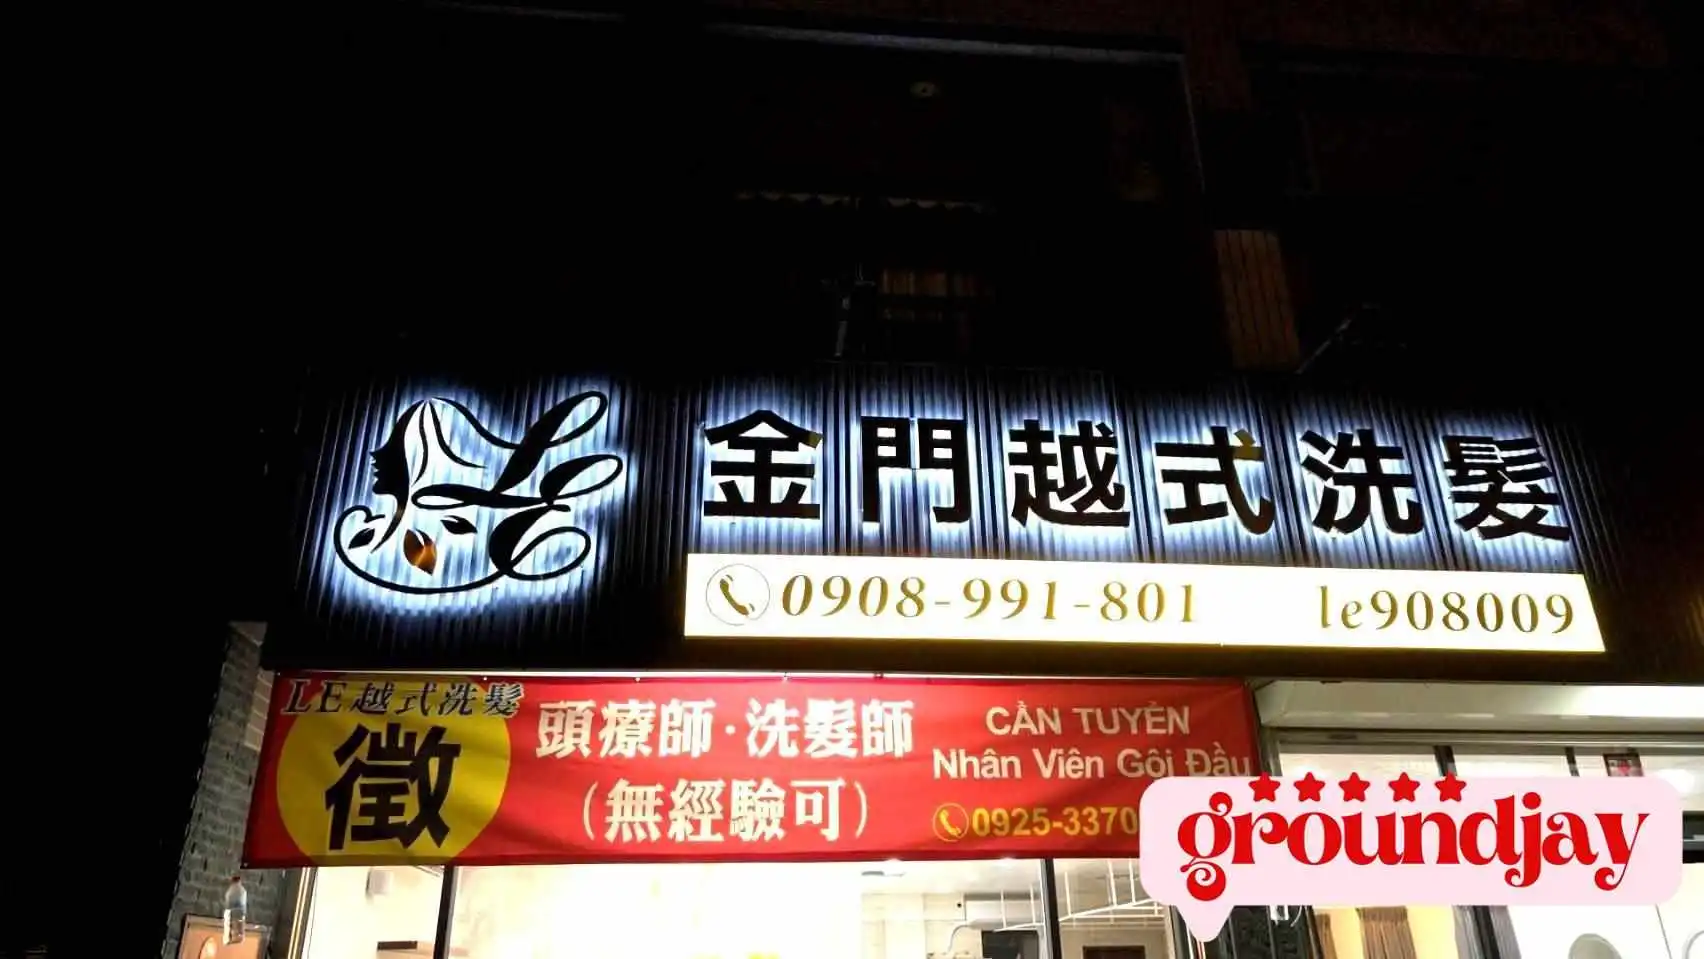 LE
金門越式洗髮
0908-991-801 le908009
LE越式洗髮
徵
頭療師·洗髮師
(無經驗可)
CẦN TUYỂN
Nhân Viên Gội Đầu
0925-3370
groundjay